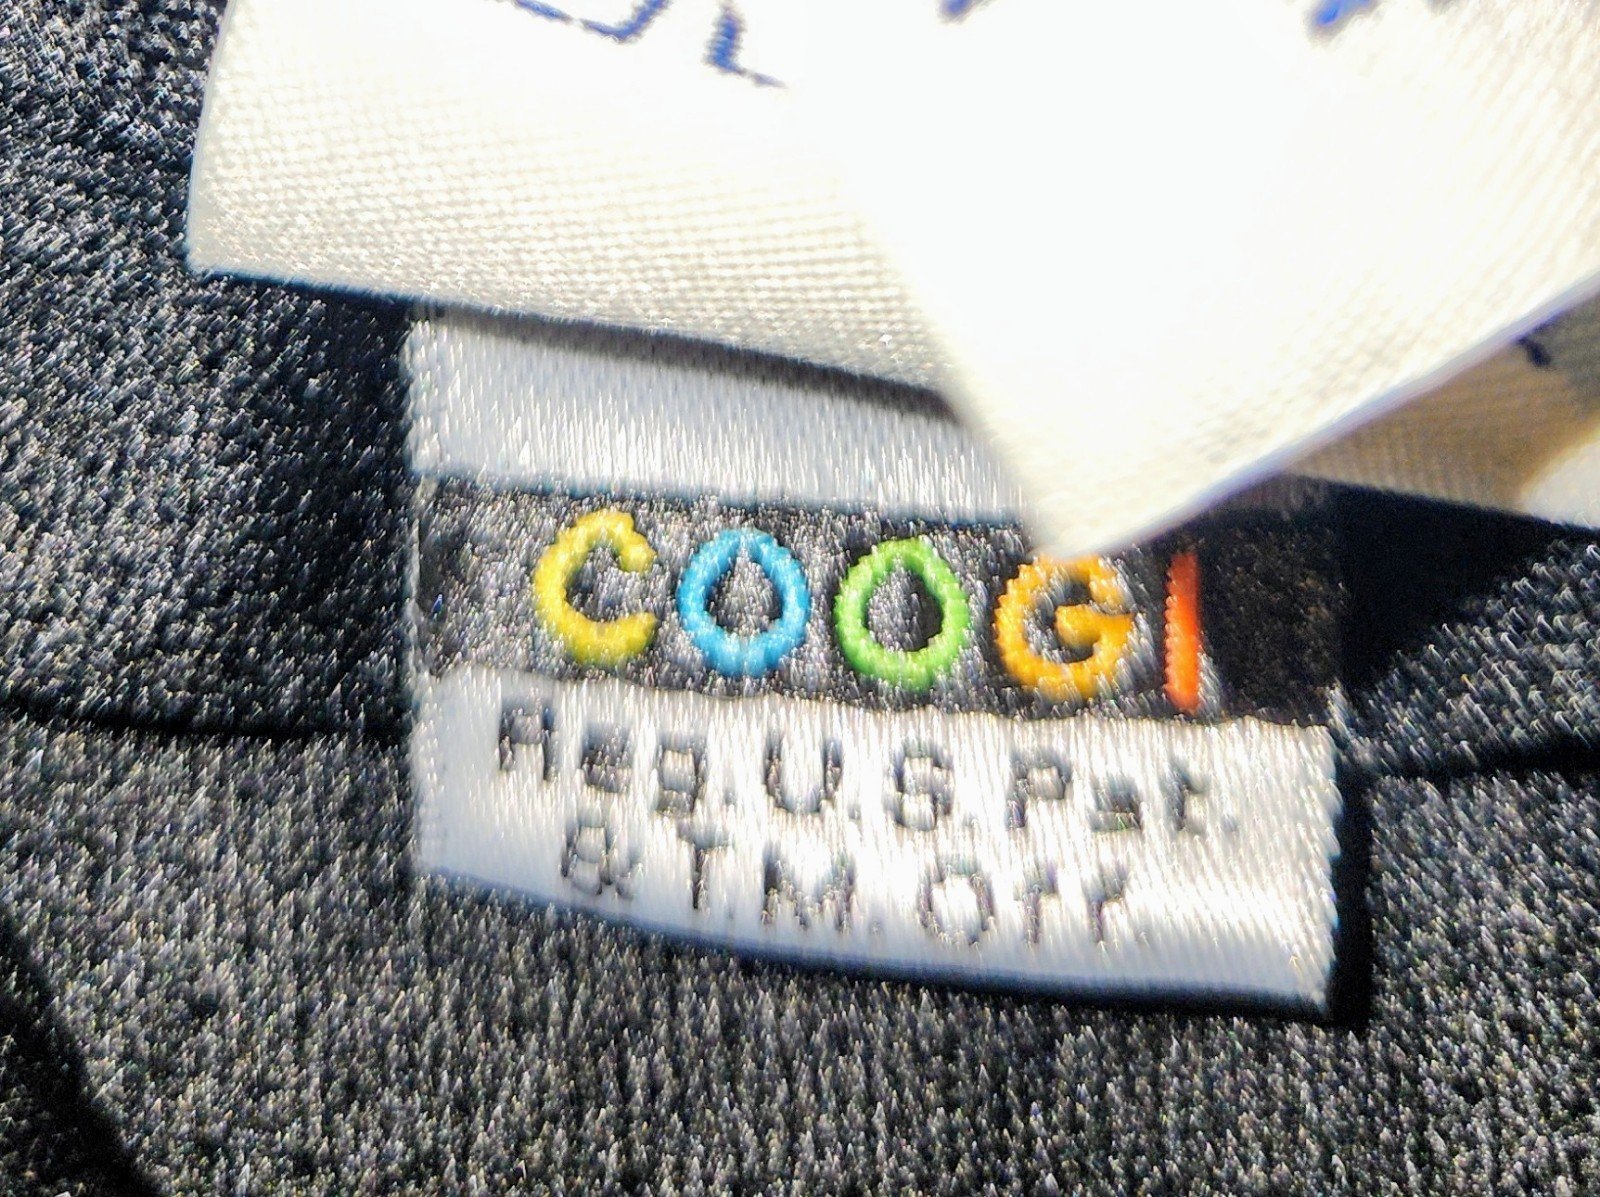 COOGI
Reg.U.S.Pat.
& T.M. Off.